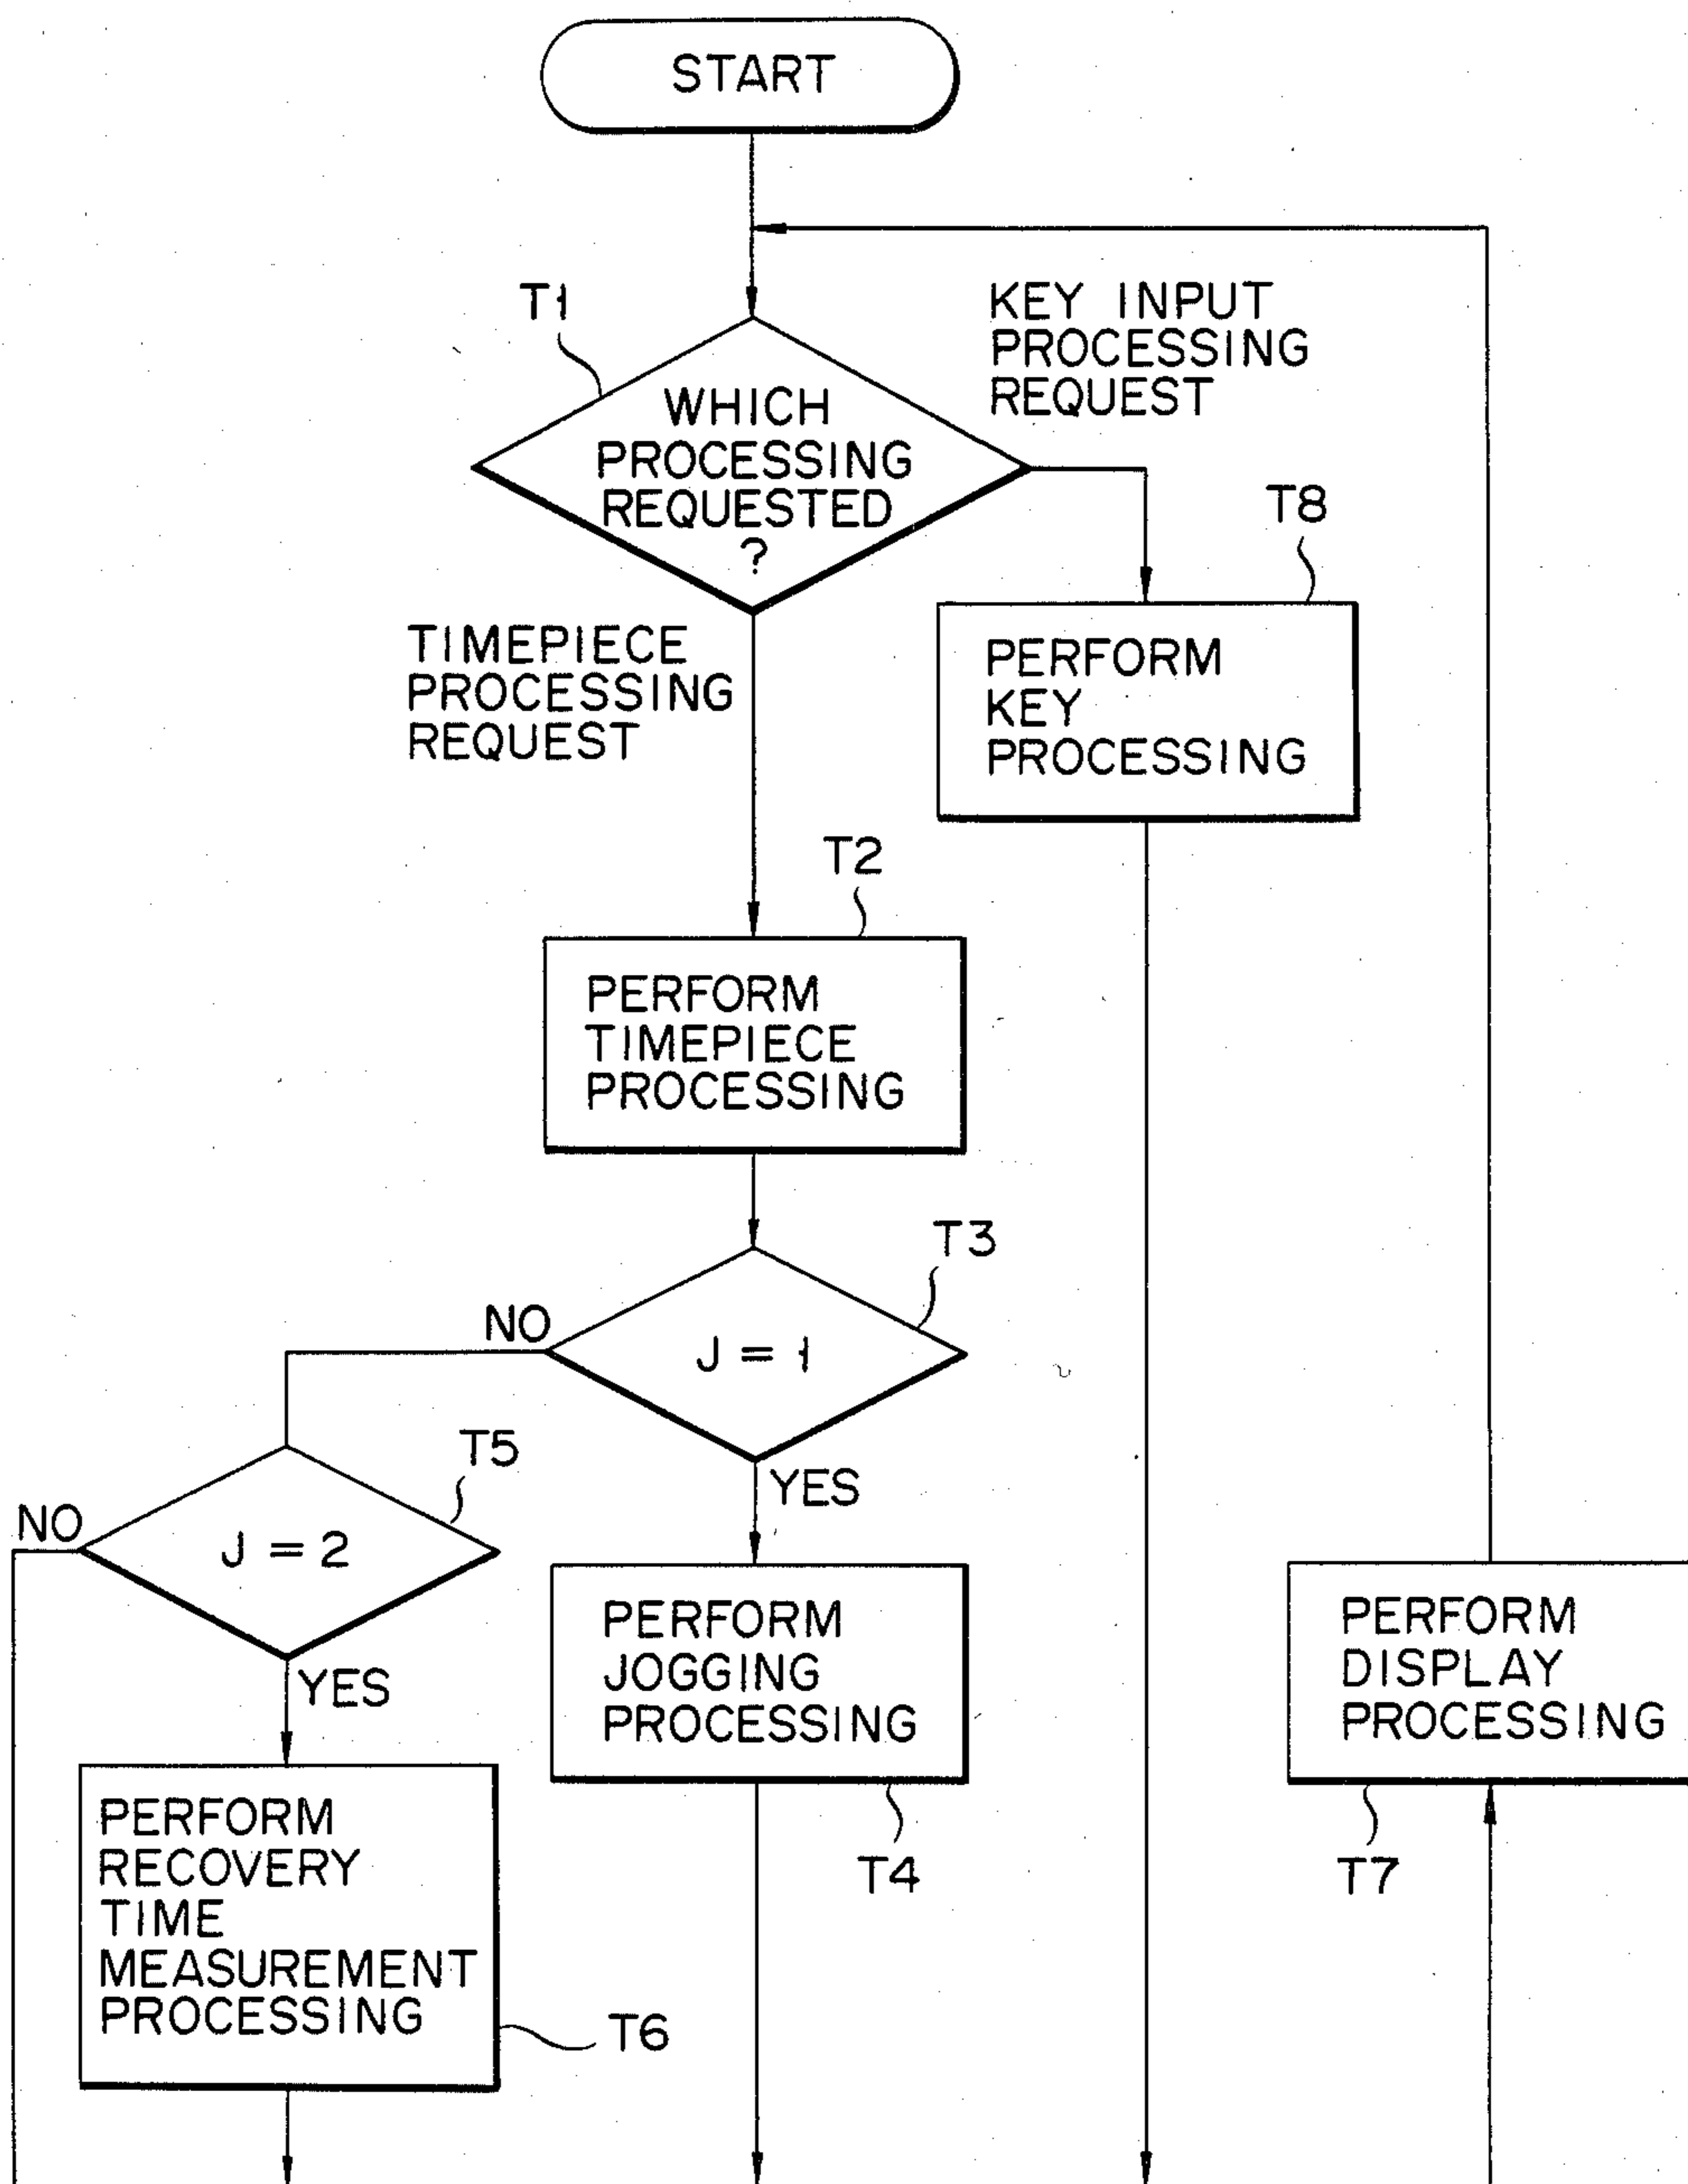 START
T1
KEY INPUT
PROCESSING
REQUEST
WHICH
PROCESSING
REQUESTED
?
T8
TIMEPIECE
PROCESSING
REQUEST
PERFORM
KEY
PROCESSING
T2
PERFORM
TIMEPIECE
PROCESSING
T3
NO
J = 1
T5
YES
NO
J = 2
PERFORM
JOGGING
PROCESSING
PERFORM
DISPLAY
PROCESSING
YES
T4
T7
PERFORM
RECOVERY
TIME
MEASUREMENT
PROCESSING
T6